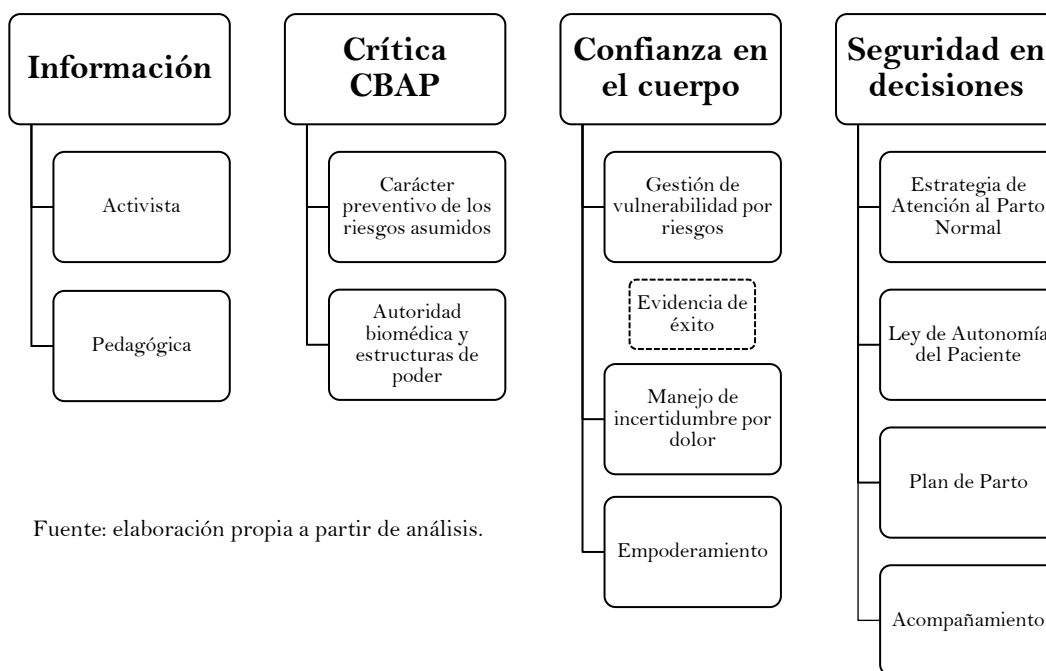 Información
Activista
Pedagógica
Crítica
CBAP
Carácter
preventivo de los
riesgos asumidos
Autoridad
biomédica y
estructuras de
poder
Confianza en
el cuerpo
Gestión de
vulnerabilidad por
riesgos
Evidencia de
éxito
Manejo de
incertidumbre por
dolor
Empoderamiento
Seguridad en
decisiones
Estrategia de
Atención al Parto
Normal
Ley de Autonomía
del Paciente
Plan de Parto
Acompañamiento
Fuente: elaboración propia a partir de análisis.